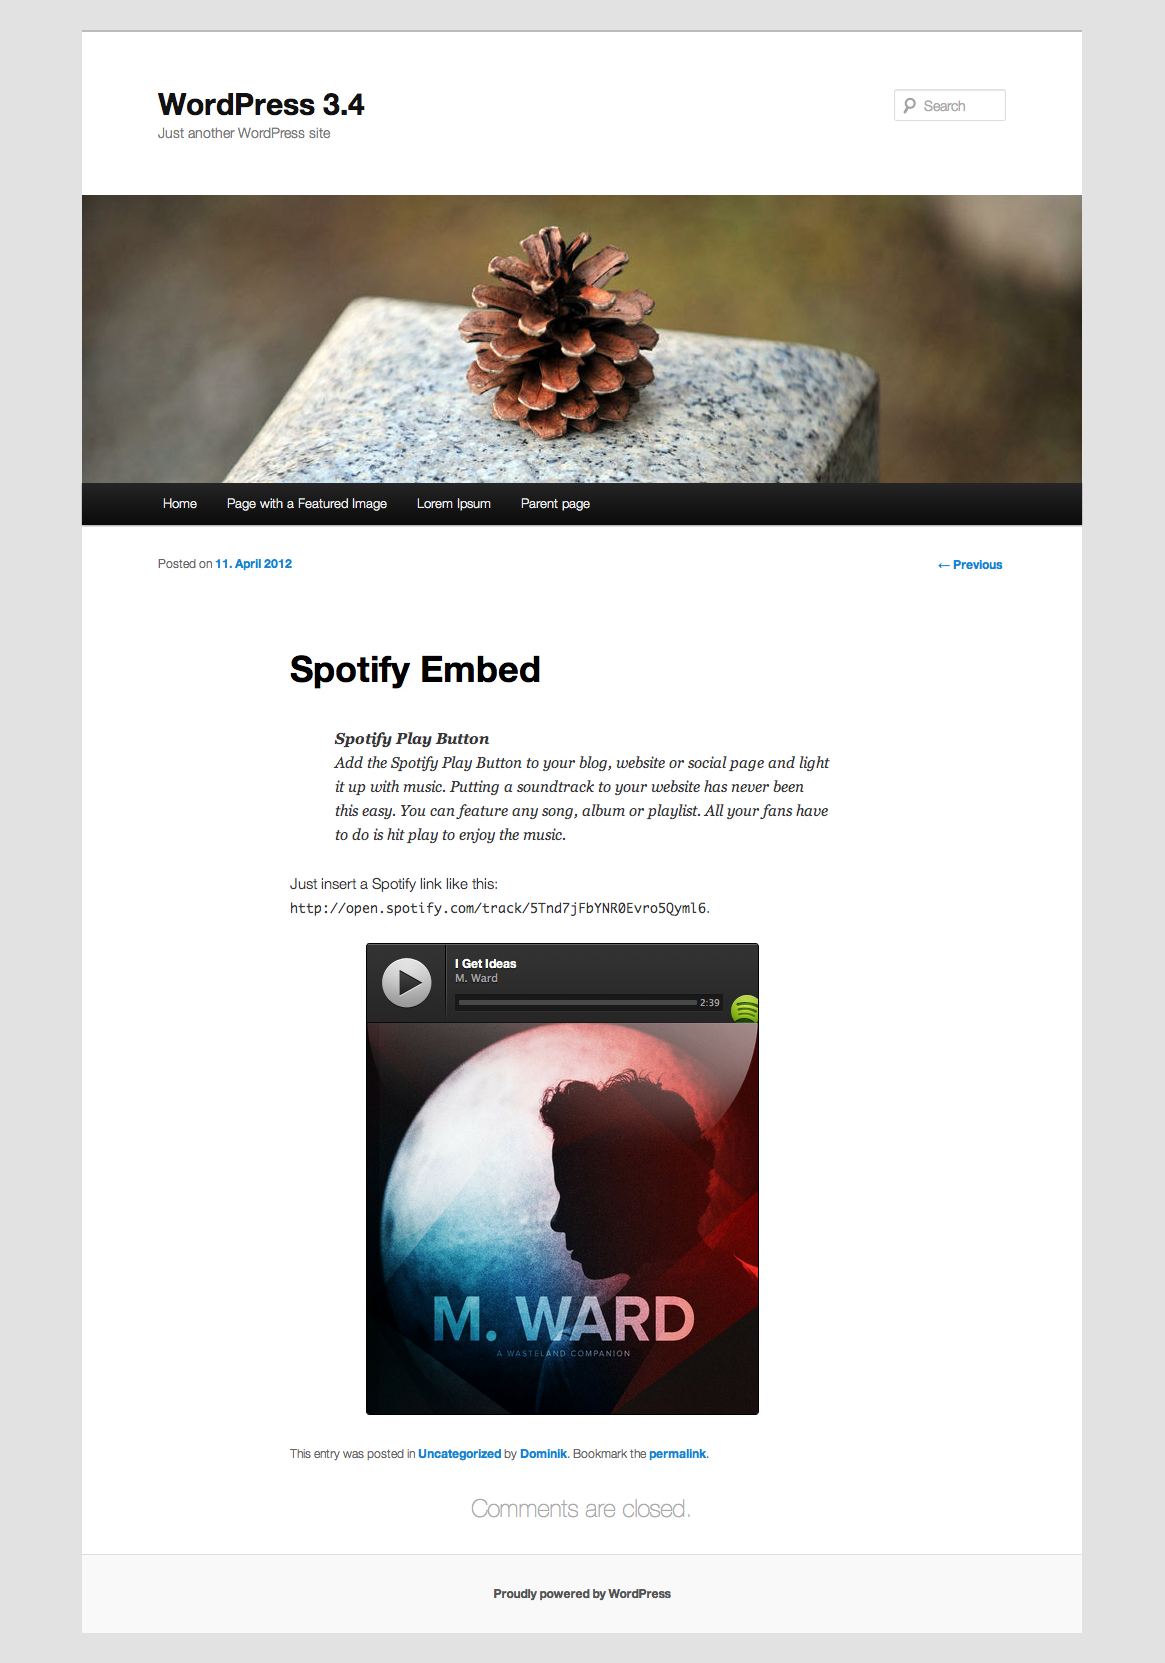 WordPress 3.4
Just another WordPress site
Search
Home Page with a Featured Image Lorem Ipsum Parent page
Posted on 11. April 2012
← Previous
Spotify Embed
Spotify Play Button
Add the Spotify Play Button to your blog, website or social page and light
it up with music. Putting a soundtrack to your website has never been
this easy. You can feature any song, album or playlist. All your fans have
to do is hit play to enjoy the music.
Just insert a Spotify link like this:
http://open.spotify.com/track/5Tnd7jFbYNR0Evro5Qyml6.
I Get Ideas
M. Ward
2:39
M. WARD
A WASTELAND COMPANION
This entry was posted in Uncategorized by Dominik. Bookmark the permalink.
Comments are closed.
Proudly powered by WordPress